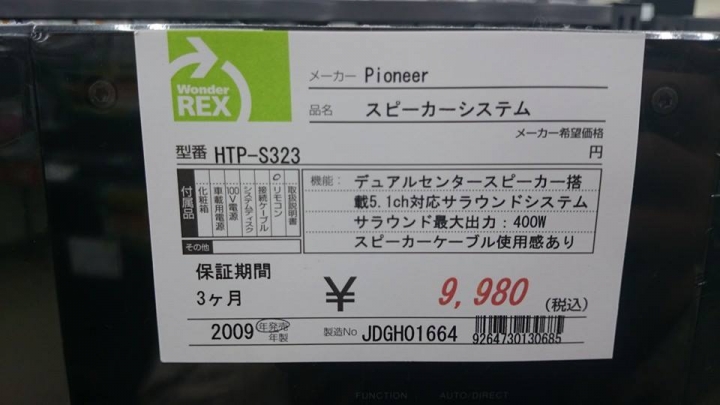 Wonder
REX
メーカー Pioneer
品名 スピーカーシステム
メーカー希望価格
円
型番 HTP-S323
付属品
化粧箱
車載用電源
100V電源
システムディスク
接続ケーブル
リモコン
取扱説明書
その他
機能: デュアルセンタースピーカー搭
載5.1ch対応サラウンドシステム
サラウンド最大出力:400W
スピーカーケーブル使用感あり
保証期間
3ヶ月
¥ 9,980 (税込)
2009 年発売
年製
製造No JDGH01664
9264730130685
FUNCTION AUTO/DIRECT